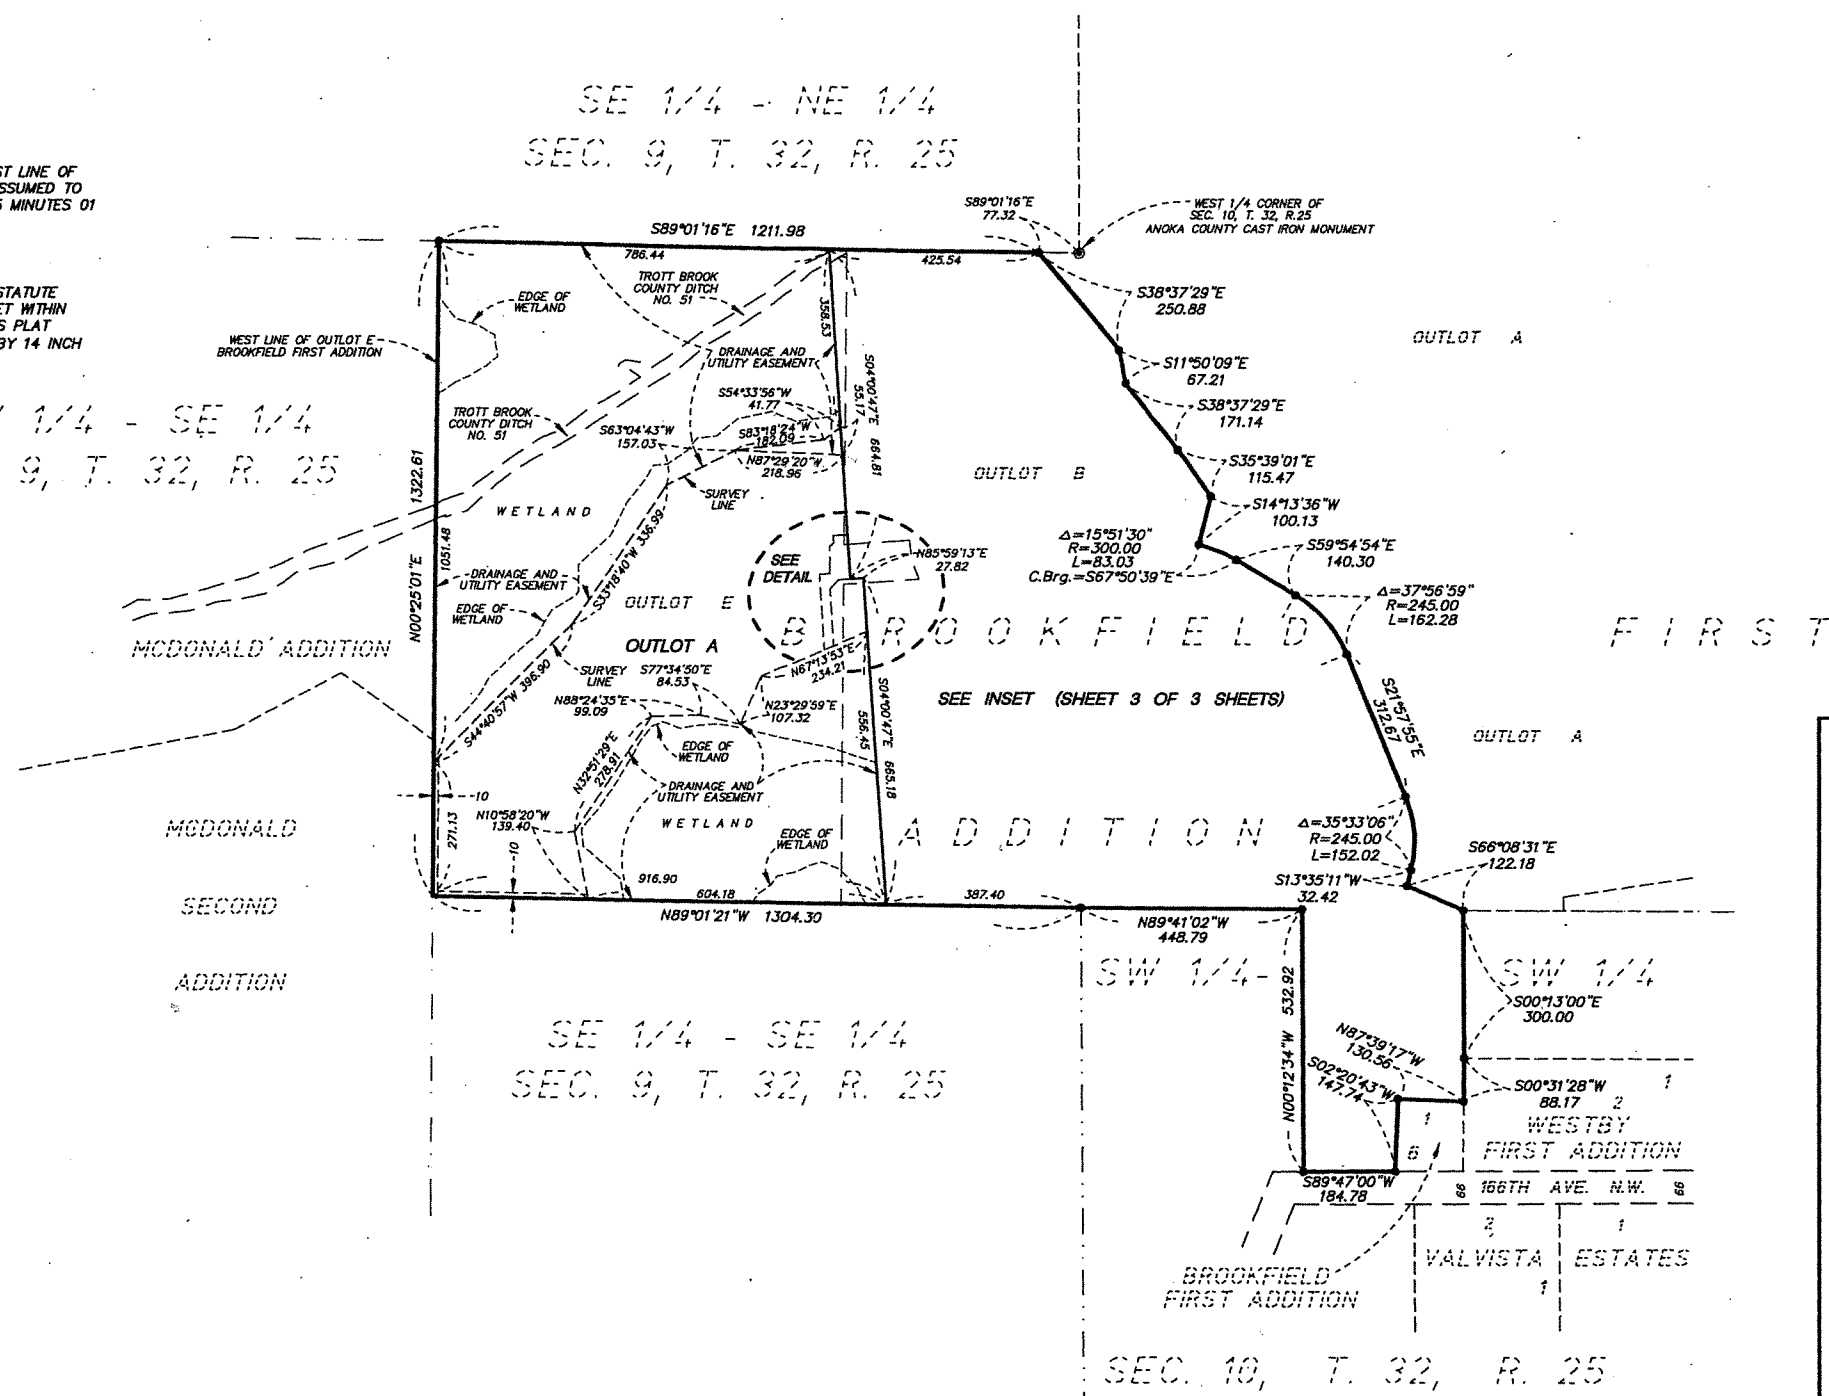 SE 1/4 - NE 1/4
SEC. 9, T. 32, R. 25
ST LINE OF
SSUMED TO
MINUTES 01
STATUTE
ET WITHIN
S PLAT
BY 14 INCH
S89°01'16"E 1211.98
786.44
425.54
S89°01'16"E
77.32
WEST 1/4 CORNER OF
SEC. 10, T. 32, R.25
ANOKA COUNTY CAST IRON MONUMENT
TROTT BROOK
COUNTY DITCH
NO. 51
EDGE OF
WETLAND
WEST LINE OF OUTLOT E
BROOKFIELD FIRST ADDITION
358.53
DRAINAGE AND
UTILITY EASEMENT
S04°00'47"E 664.81
55.17
S38°37'29"E
250.88
OUTLOT A
S11°50'09"E
67.21
S38°37'29"E
171.14
S54°33'56"W
41.77
S63°04'43"W
157.03
S83°18'24"W
182.09
N87°29'20"W
218.96
TROTT BROOK
COUNTY DITCH
NO. 51
1/4 - SE 1/4
9, T. 32, R. 25
N00°25'01"E 1322.61
1051.48
SURVEY
LINE
WETLAND
OUTLOT B
S35°39'01"E
115.47
S14°13'36"W
100.13
S33°18'40"W 336.99
SEE
DETAIL
N85°59'13"E
27.82
Δ=15°51'30"
R=300.00
L=83.03
C.Brg.=S67°50'39"E
S59°54'54"E
140.30
DRAINAGE AND
UTILITY EASEMENT
EDGE OF
WETLAND
OUTLOT E
Δ=37°56'59"
R=245.00
L=162.28
BROOKFIELD FIRST
MCDONALD ADDITION
OUTLOT A
SURVEY
LINE
S77°34'50"E
84.53
N67°13'53"E
234.21
S44°40'57"W 396.90
N88°24'35"E
99.09
N23°29'59"E
107.32
SEE INSET (SHEET 3 OF 3 SHEETS)
S04°00'47"E 665.18
556.45
S21°57'55"E
312.67
OUTLOT A
EDGE OF
WETLAND
N32°51'29"E
278.91
DRAINAGE AND
UTILITY EASEMENT
10
N10°58'20"W
139.40
WETLAND
EDGE OF
WETLAND
ADDITION
Δ=35°33'06"
R=245.00
L=152.02
S66°08'31"E
122.18
MCDONALD
SECOND
ADDITION
271.13
10
916.90
604.18
387.40
N89°01'21"W 1304.30
S13°35'11"W
32.42
N89°41'02"W
448.79
SW 1/4- SW 1/4
SE 1/4 - SE 1/4
SEC. 9, T. 32, R. 25
N00°12'34"W 532.92
S00°13'00"E
300.00
N87°39'17"W
130.56
S02°20'43"W
147.74
S00°31'28"W
88.17
1
2
1
6
WESTBY
FIRST ADDITION
S89°47'00"W
184.78
66
166TH AVE. N.W.
66
2
1
VALVISTA ESTATES
1
BROOKFIELD
FIRST ADDITION
SEC. 10, T. 32, R. 25